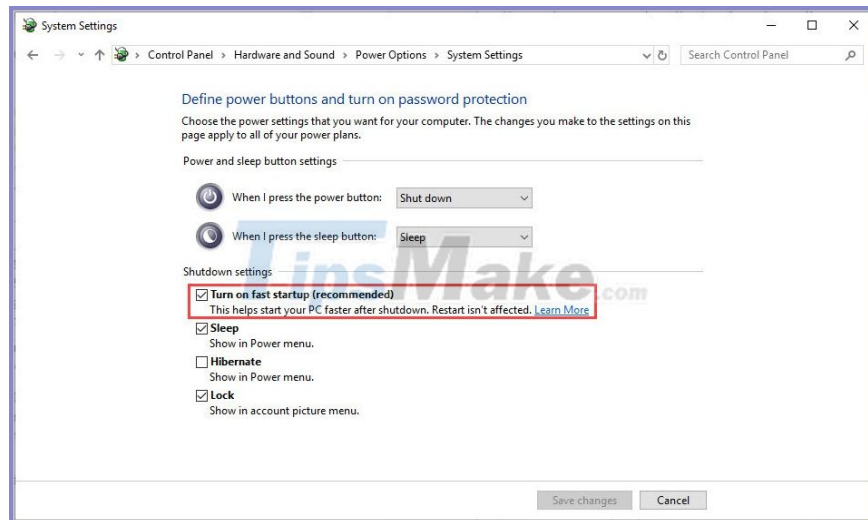 System Settings
Control Panel > Hardware and Sound > Power Options > System Settings
Search Control Panel
Define power buttons and turn on password protection
Choose the power settings that you want for your computer. The changes you make to the settings on this
page apply to all of your power plans.
Power and sleep button settings
When I press the power button: Shut down
When I press the sleep button: Sleep
TipsMake.com
Shutdown settings
Turn on fast startup (recommended)
This helps start your PC faster after shutdown. Restart isn't affected. Learn More
Sleep
Show in Power menu.
Hibernate
Show in Power menu.
Lock
Show in account picture menu.
Save changes Cancel